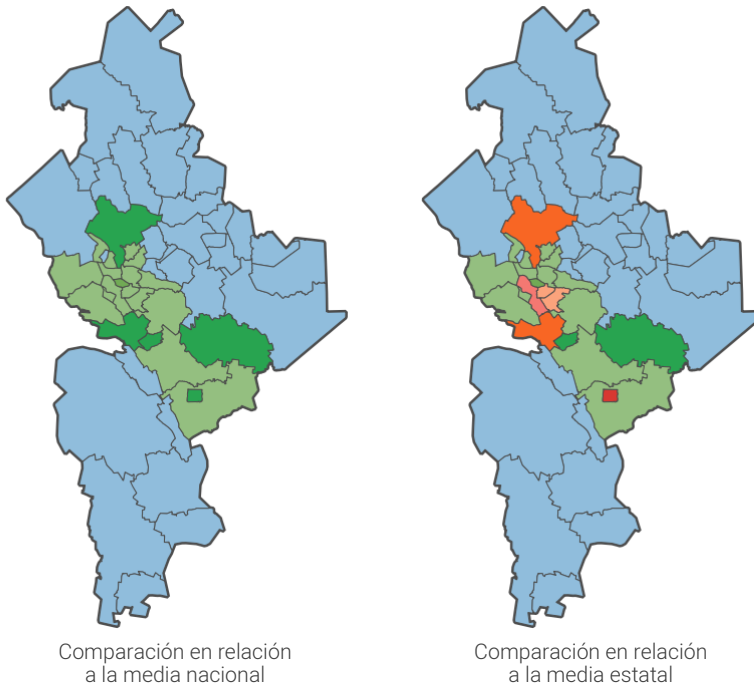 Comparación en relación
a la media nacional
Comparación en relación
a la media estatal